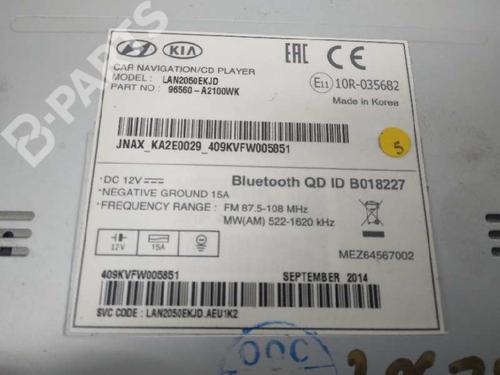 B-PARTS
HYUNDAI KIA EAC CE
CAR NAVIGATION/CD PLAYER
MODEL : LAN2050EKJD
PART NO : 96560-A2100WK
E11 10R-035682
Made in Korea
JNAX_KA2E0029_409KVFW005851
5
DC 12V
Bluetooth QD ID B018227
NEGATIVE GROUND 15A
FREQUENCY RANGE : FM 87.5-108 MHz
MW(AM) 522-1620 kHz
12V 15A
MEZ64567002
409KVFW005851
SEPTEMBER 2014
SVC CODE : LAN2050EKJD.AEU1K2